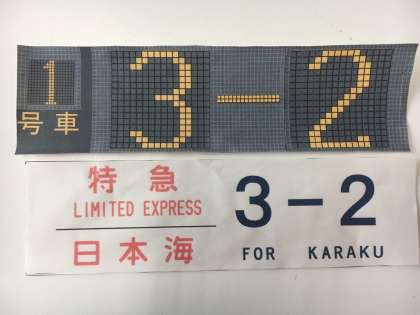 1 3-2
号車
特急
LIMITED EXPRESS
日本海
3-2
FOR KARAKU